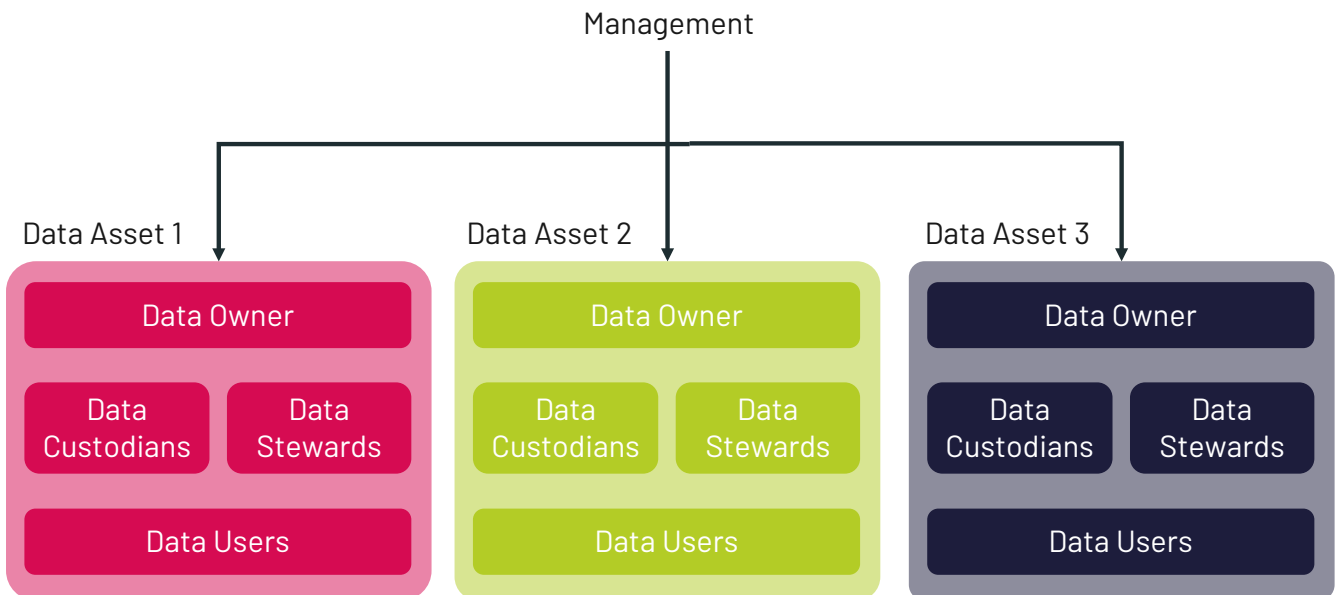 Management
Data Asset 1
Data Owner
Data
Custodians
Data
Stewards
Data Users
Data Asset 2
Data Owner
Data
Custodians
Data
Stewards
Data Users
Data Asset 3
Data Owner
Data
Custodians
Data
Stewards
Data Users